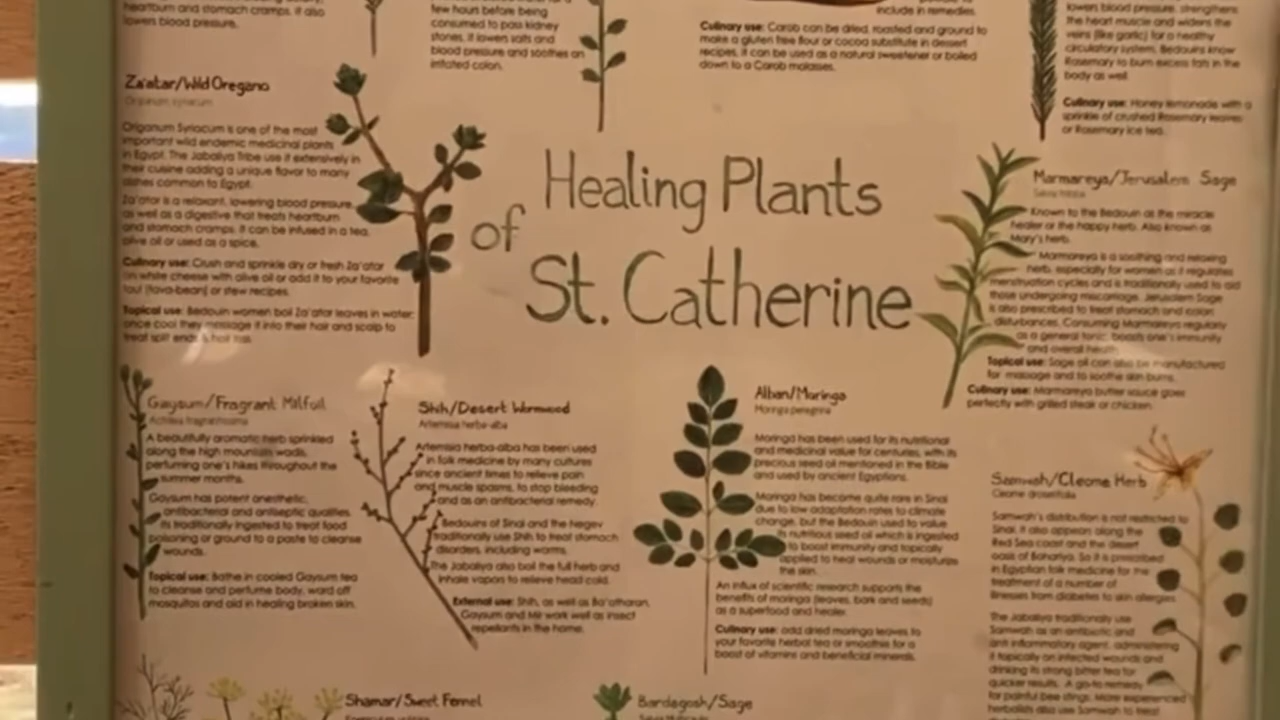 heartburn and stomach cramps. It also
lowers blood pressure.
few hours before being
consumed to pass kidney
stones. It lowers salts and
blood pressure and soothes an
irritated colon.
include in remedies.
Culinary use: Carob can be dried, roasted and ground to
make a gluten free flour or cocoa substitute in dessert
recipes. It can be used as a natural sweetener or boiled
down to a Carob molasses.
lowers blood pressure, strengthens
the heart muscle and widens the
veins (like garlic) for a healthy
circulatory system. Bedouins know
Rosemary to burn excess fats in the
body as well.
Culinary use: Honey lemonade with a
sprinkle of crushed Rosemary leaves
or Rosemary ice tea.
Za'atar/Wild Oregano
Origanum syriacum
Origanum Syriacum is one of the most
important wild endemic medicinal plants
in Egypt. The Jabaliya Tribe use it extensively in
their cuisine adding a unique flavor to many
dishes common to Egypt.
Za'atar is a relaxant, lowering blood pressure
as well as a digestive that treats heartburn
and stomach cramps. It can be infused in a tea,
olive oil or used as a spice.
Culinary use: Crush and sprinkle dry or fresh Za'atar
on white cheese with olive oil or add it to your favorite
foul (fava-bean) or stew recipes.
Topical use: Bedouin women boil Za'atar leaves in water;
once cool they massage it into their hair and scalp to
treat split ends & hair loss.
Healing Plants
of
St. Catherine
Marmareya/Jerusalem Sage
Known to the Bedouin as the miracle
healer or the happy herb. Also known as
Mary's herb.
Marmareya is a soothing and relaxing
herb, especially for women as it regulates
menstruation cycles and is traditionally used to aid
those undergoing miscarriage. Jerusalem Sage
is also prescribed to treat stomach and colon
disturbances. Consuming Marmareya regularly
as a general tonic, boosts one's immunity
and overall health.
Topical use: Sage oil can also be manufactured
for massage and to soothe skin burns.
Culinary use: Marmareya butter sauce goes
perfectly with grilled steak or chicken.
Gaysum/Fragrant Milfoil
Achillea fragrantissima
A beautifully aromatic herb sprinkled
along the high mountain wadis,
perfuming one's hikes throughout the
summer months.
Gaysum has potent anesthetic,
antibacterial and antiseptic qualities.
Its traditionally ingested to treat food
poisoning or ground to a paste to cleanse
wounds.
Topical use: Bathe in cooled Gaysum tea
to cleanse and perfume body, ward off
mosquitos and aid in healing broken skin.
Shih/Desert Wormwood
Artemisia herba-alba
Artemisia herba-alba has been used
in folk medicine by many cultures
since ancient times to relieve pain
and muscle spasms, to stop bleeding
and as an antibacterial remedy.
Bedouins of Sinai and the Negev
traditionally use Shih to treat stomach
disorders, including worms.
The Jabaliya also boil the full herb and
inhale vapors to relieve head cold.
External use: Shih, as well as Ba'atharan,
Gaysum and Mir work well as insect
repellants in the home.
Alban/Moringa
Moringa peregrina
Moringa has been used for its nutritional
and medicinal value for centuries, with its
precious seed oil mentioned in the Bible
and used by ancient Egyptians.
Moringa has become quite rare in Sinai
due to low adaptation rates to climate
change, but the Bedouin used to value
its nutritious seed oil which is ingested
to boost immunity and topically
applied to heal wounds or moisturize
the skin.
An influx of scientific research supports the
benefits of moringa (leaves, bark and seeds)
as a superfood and healer.
Culinary use: add dried moringa leaves to
your favorite herbal tea or smoothie for a
boost of vitamins and beneficial minerals.
Samwah/Cleome Herb
Cleome droserifolia
Samwah's distribution is not restricted to
Sinai. It also appears along the
Red Sea coast and the desert
oasis of Bahariya. So it is prescribed
in Egyptian folk medicine for the
treatment of a number of
illnesses from diabetes to skin allergies.
The Jabaliya traditionally use
Samwah as an antibiotic and
anti inflammatory agent, administering
it topically on infected wounds and
drinking its strong bitter tea for
quicker results. A go-to remedy
for painful bee stings. More experienced
herbalists also use Samwah to treat
Shamar/Sweet Fennel
Bardagosh/Sage